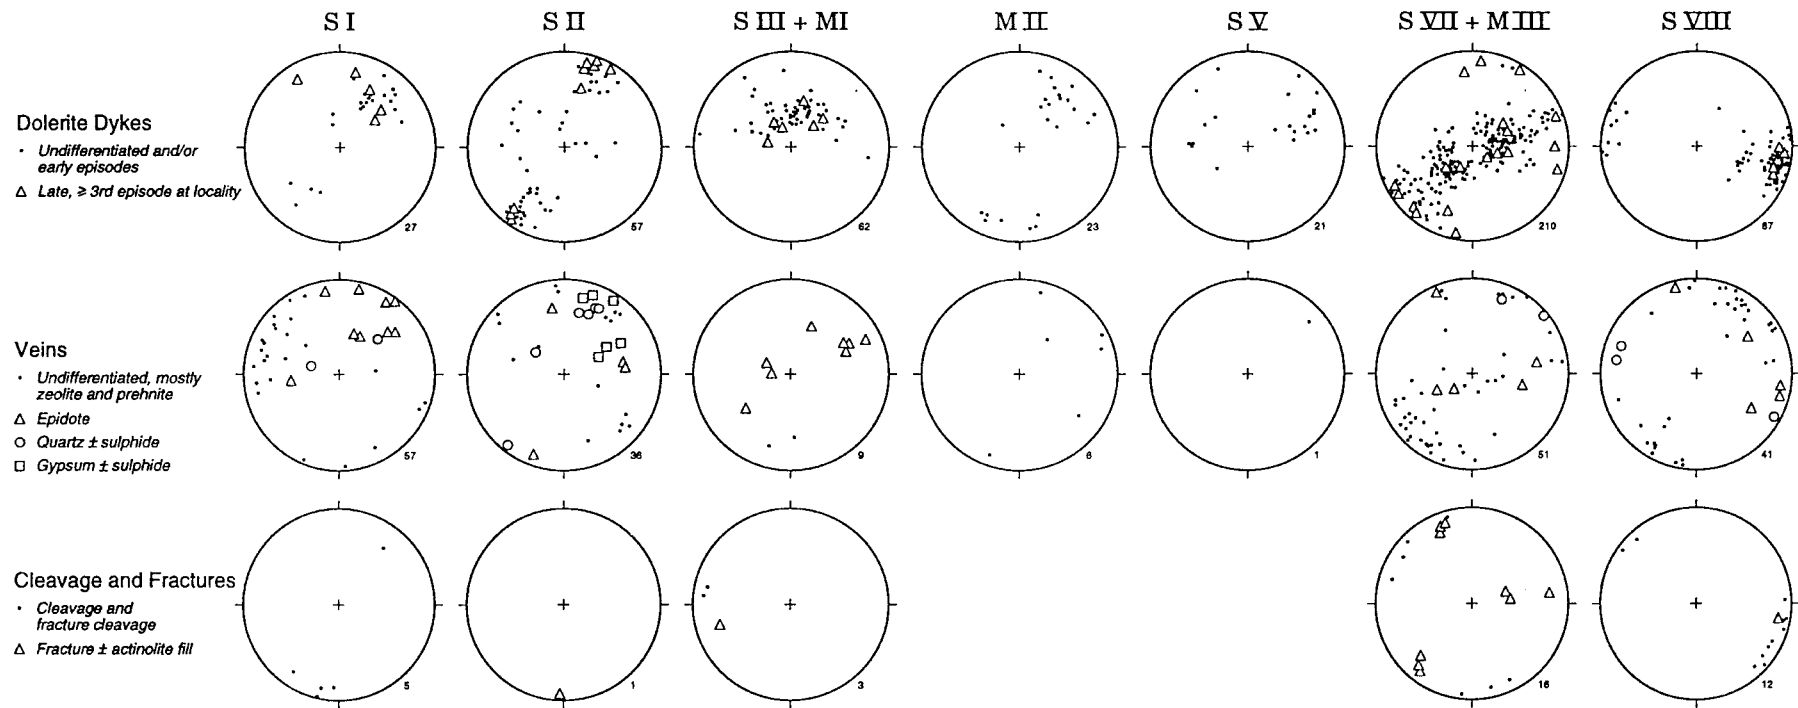 S I S II S III + MI M II S V S VII + M III S VIII
Dolerite Dykes
Undifferentiated and/or
early episodes
Late, ≥ 3rd episode at locality
27 57 62 23 21 210 87
Veins
Undifferentiated, mostly
zeolite and prehnite
Epidote
Quartz ± sulphide
Gypsum ± sulphide
57 36 9 6 1 51 41
Cleavage and Fractures
Cleavage and
fracture cleavage
Fracture ± actinolite fill
5 1 3 16 12